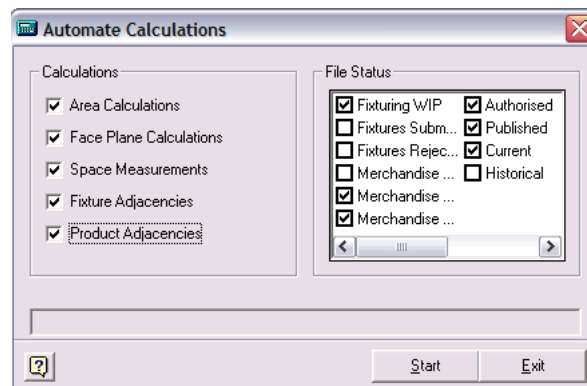 Automate Calculations
Calculations
Area Calculations
Face Plane Calculations
Space Measurements
Fixture Adjacencies
Product Adjacencies
File Status
Fixturing WIP
Fixtures Subm...
Fixtures Rejec...
Merchandise ...
Merchandise ...
Merchandise ...
Authorised
Published
Current
Historical
Start
Exit